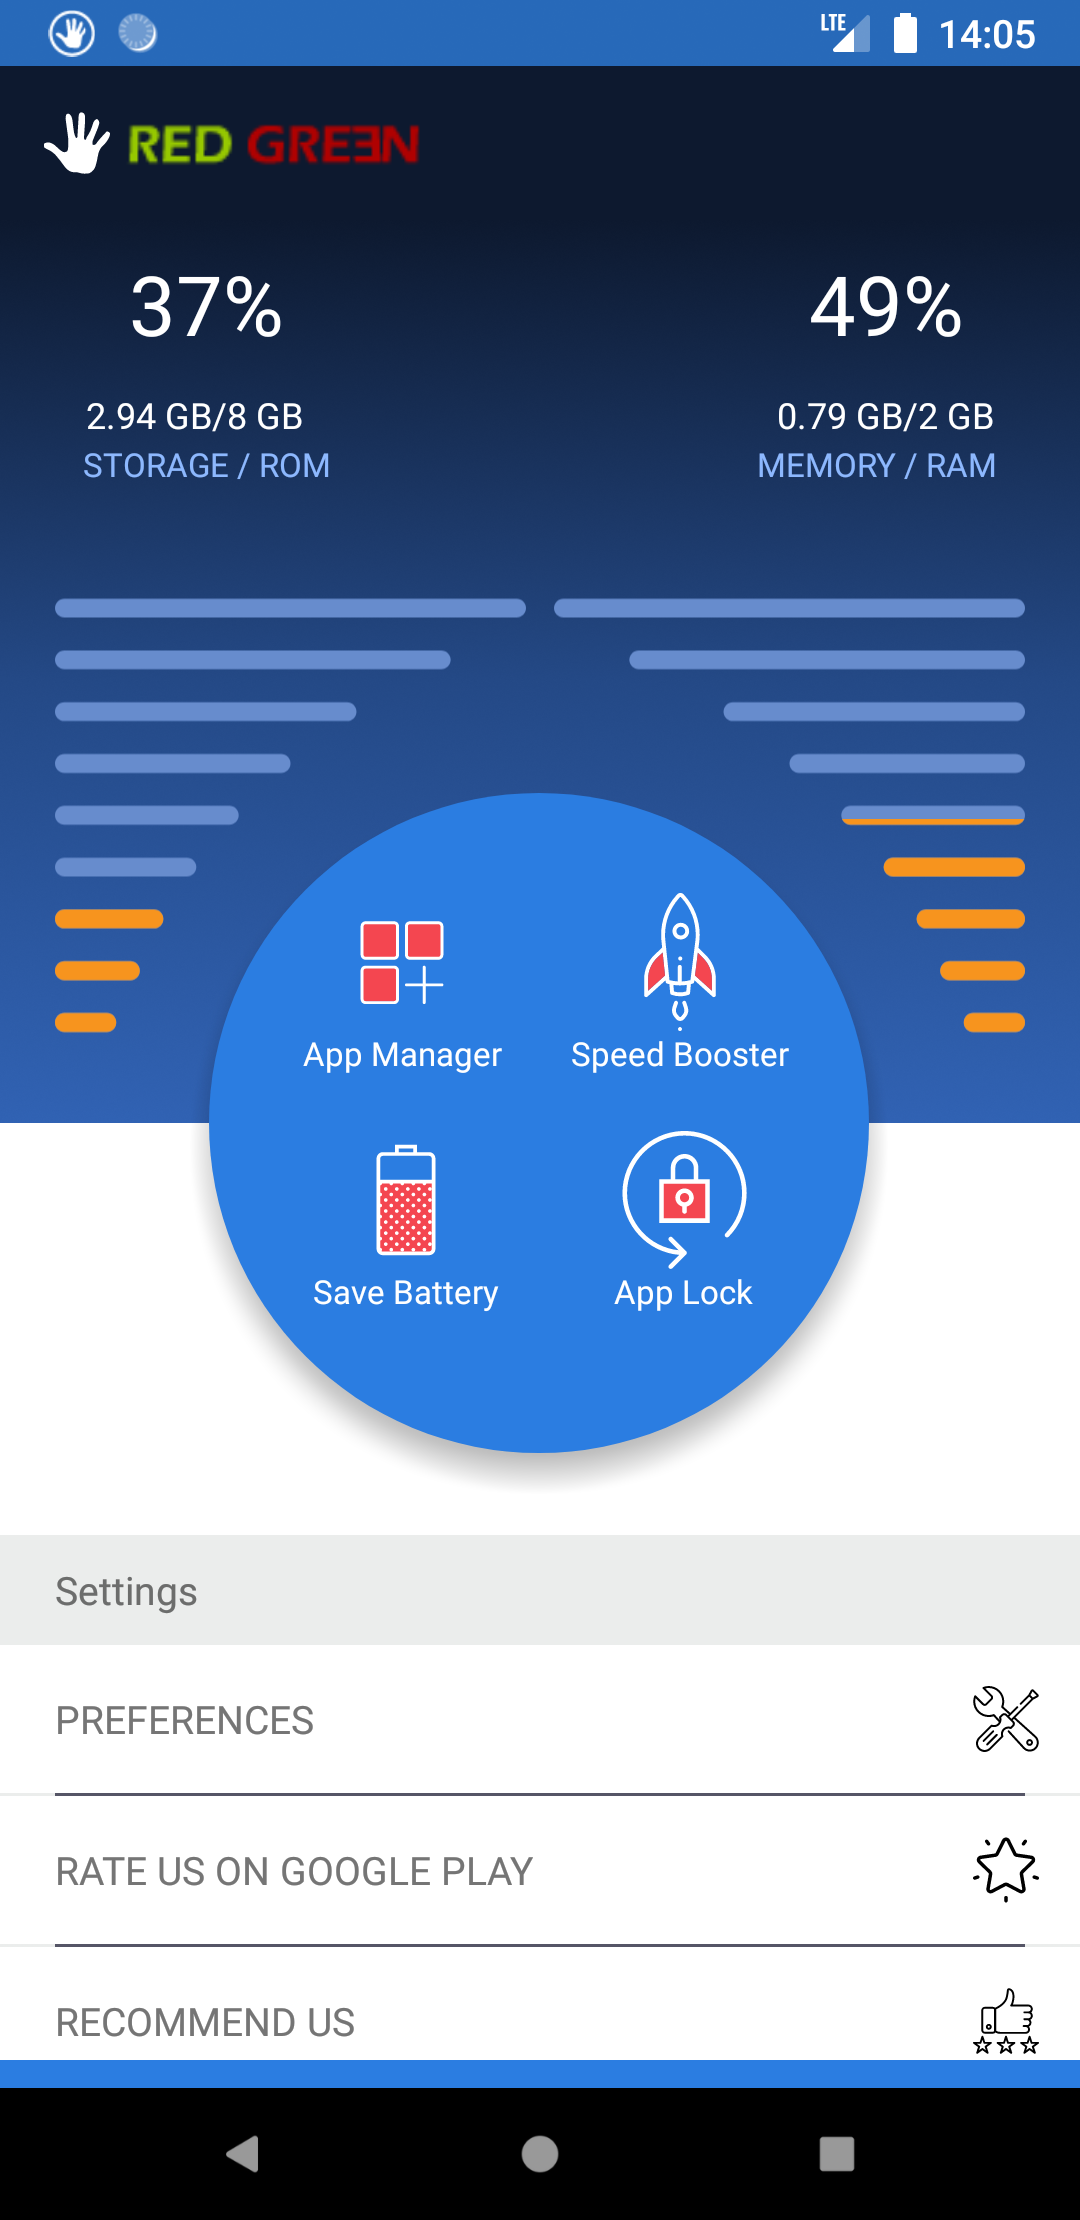 LTE 14:05
RED GREEN
37% 49%
2.94 GB/8 GB 0.79 GB/2 GB
STORAGE / ROM MEMORY / RAM
App Manager Speed Booster
Save Battery App Lock
Settings
PREFERENCES
RATE US ON GOOGLE PLAY
RECOMMEND US